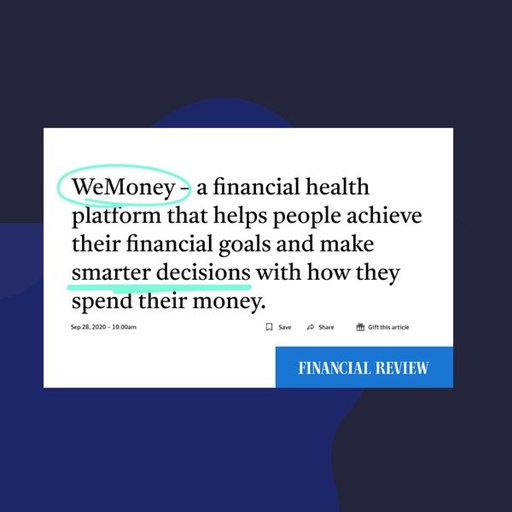 WeMoney – a financial health
platform that helps people achieve
their financial goals and make
smarter decisions with how they
spend their money.
Sep 28, 2020 – 10.00am
Save Share Gift this article
FINANCIAL REVIEW